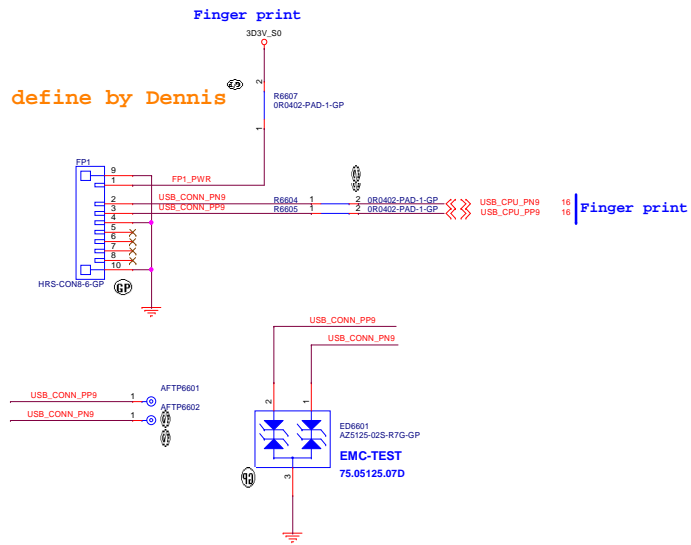 Finger print
3D3V_S0
define by Dennis
2
R6607
0R0402-PAD-1-GP
1
FP1
9
1
FP1_PWR
2
USB_CONN_PN9
R6604
1
2
0R0402-PAD-1-GP
USB_CPU_PN9
16
3
USB_CONN_PP9
R6605
1
2
0R0402-PAD-1-GP
USB_CPU_PP9
16
Finger print
4
5
6
7
8
10
HRS-CON8-6-GP
GP
USB_CONN_PP9
USB_CONN_PN9
USB_CONN_PP9
1
AFTP6601
USB_CONN_PN9
1
AFTP6602
2
1
ED6601
AZ5125-02S-R7G-GP
EMC-TEST
75.05125.07D
3
GP